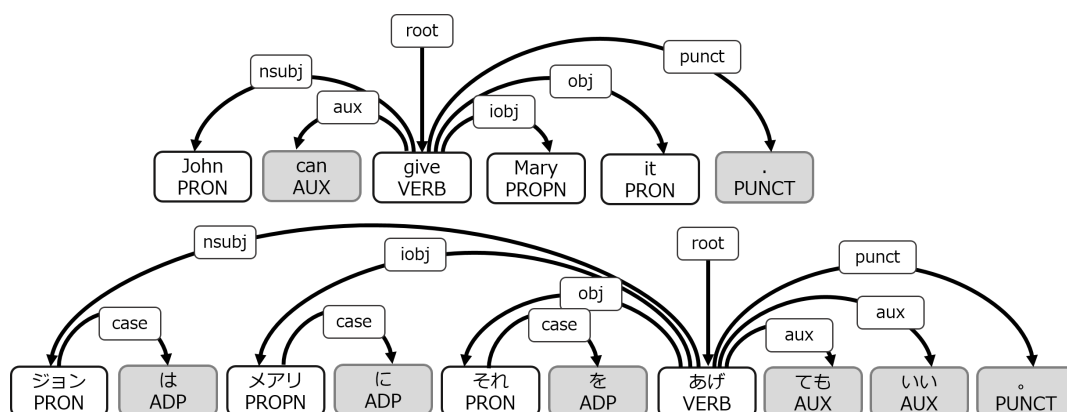 root
punct
nsubj
obj
aux
iobj
John can give Mary it .
PRON AUX VERB PROPN PRON PUNCT
nsubj
root
iobj
punct
obj
case
case
case
aux
aux
ジョン は メアリ に それ を あげ ても いい 。
PRON ADP PROPN ADP PRON ADP VERB AUX AUX PUNCT